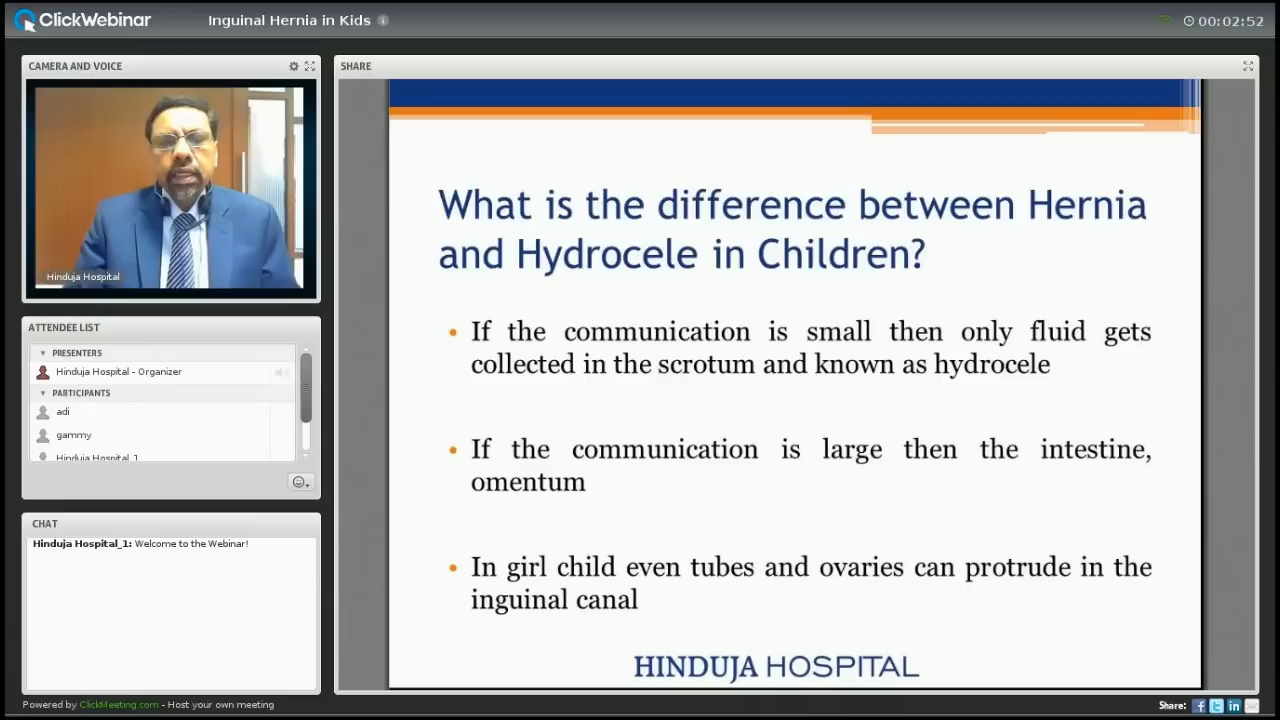 ClickWebinar
Inguinal Hernia in Kids
00:02:52
CAMERA AND VOICE
Hinduja Hospital
ATTENDEE LIST
PRESENTERS
Hinduja Hospital - Organizer
PARTICIPANTS
adi
gammy
Hinduja Hospital_1
CHAT
Hinduja Hospital_1: Welcome to the Webinar!
SHARE
What is the difference between Hernia
and Hydrocele in Children?
• If the communication is small then only fluid gets
collected in the scrotum and known as hydrocele
• If the communication is large then the intestine,
omentum
• In girl child even tubes and ovaries can protrude in the
inguinal canal
HINDUJA HOSPITAL
Powered by ClickMeeting.com - Host your own meeting
Share: